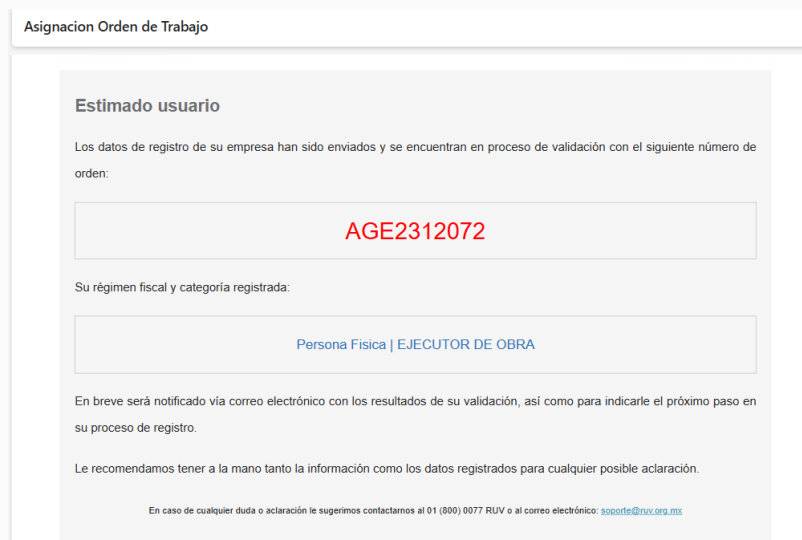 Asignacion Orden de Trabajo
Estimado usuario
Los datos de registro de su empresa han sido enviados y se encuentran en proceso de validación con el siguiente número de
orden:
AGE2312072
Su régimen fiscal y categoría registrada:
Persona Fisica | EJECUTOR DE OBRA
En breve será notificado vía correo electrónico con los resultados de su validación, así como para indicarle el próximo paso en
su proceso de registro.
Le recomendamos tener a la mano tanto la información como los datos registrados para cualquier posible aclaración.
En caso de cualquier duda o aclaración le sugerimos contactarnos al 01 (800) 0077 RUV o al correo electrónico: soporte@ruv.org.mx